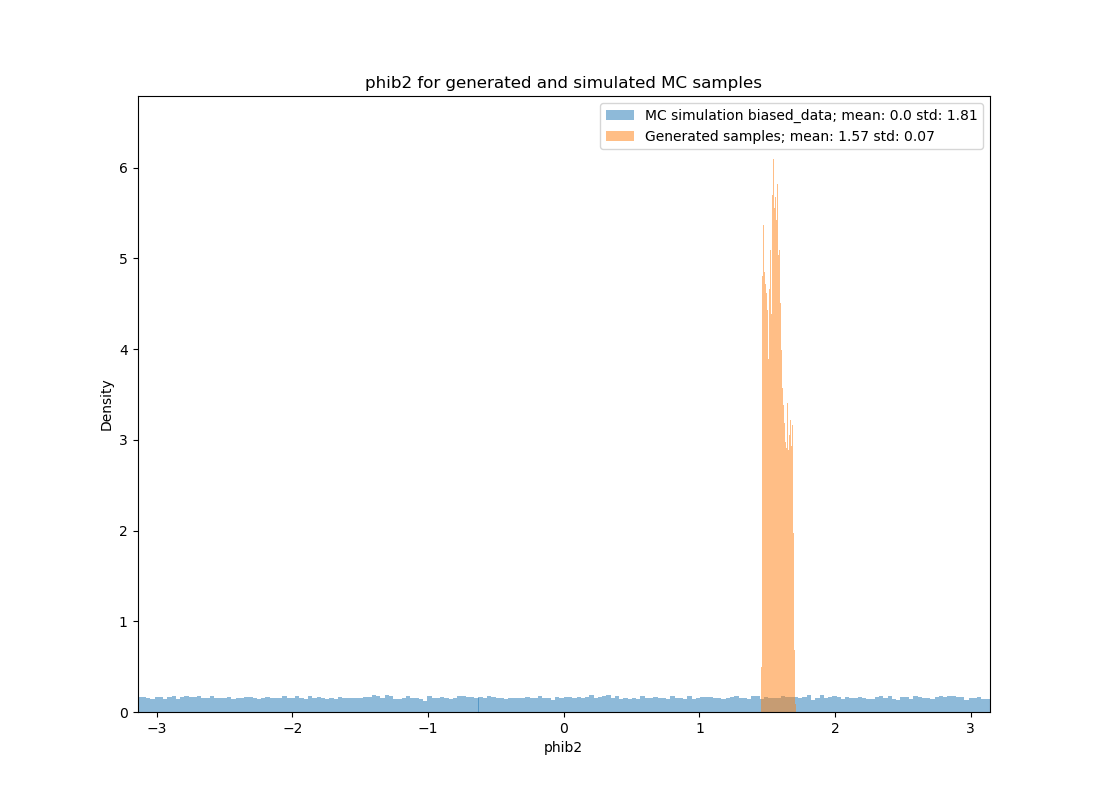 phib2 for generated and simulated MC samples
MC simulation biased_data; mean: 0.0 std: 1.81
Generated samples; mean: 1.57 std: 0.07
6
5
4
3
2
1
0
Density
−3 −2 −1 0 1 2 3
phib2